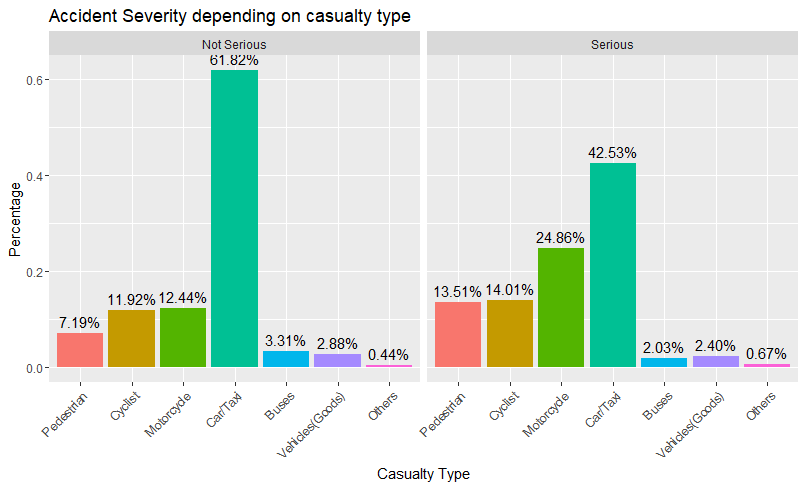 Accident Severity depending on casualty type
Not Serious
Serious
Percentage
0.6
0.4
0.2
0.0
7.19%
11.92%
12.44%
61.82%
3.31%
2.88%
0.44%
13.51%
14.01%
24.86%
42.53%
2.03%
2.40%
0.67%
Pedestrian
Cyclist
Motorcycle
Car/Taxi
Buses
Vehicles(Goods)
Others
Pedestrian
Cyclist
Motorcycle
Car/Taxi
Buses
Vehicles(Goods)
Others
Casualty Type